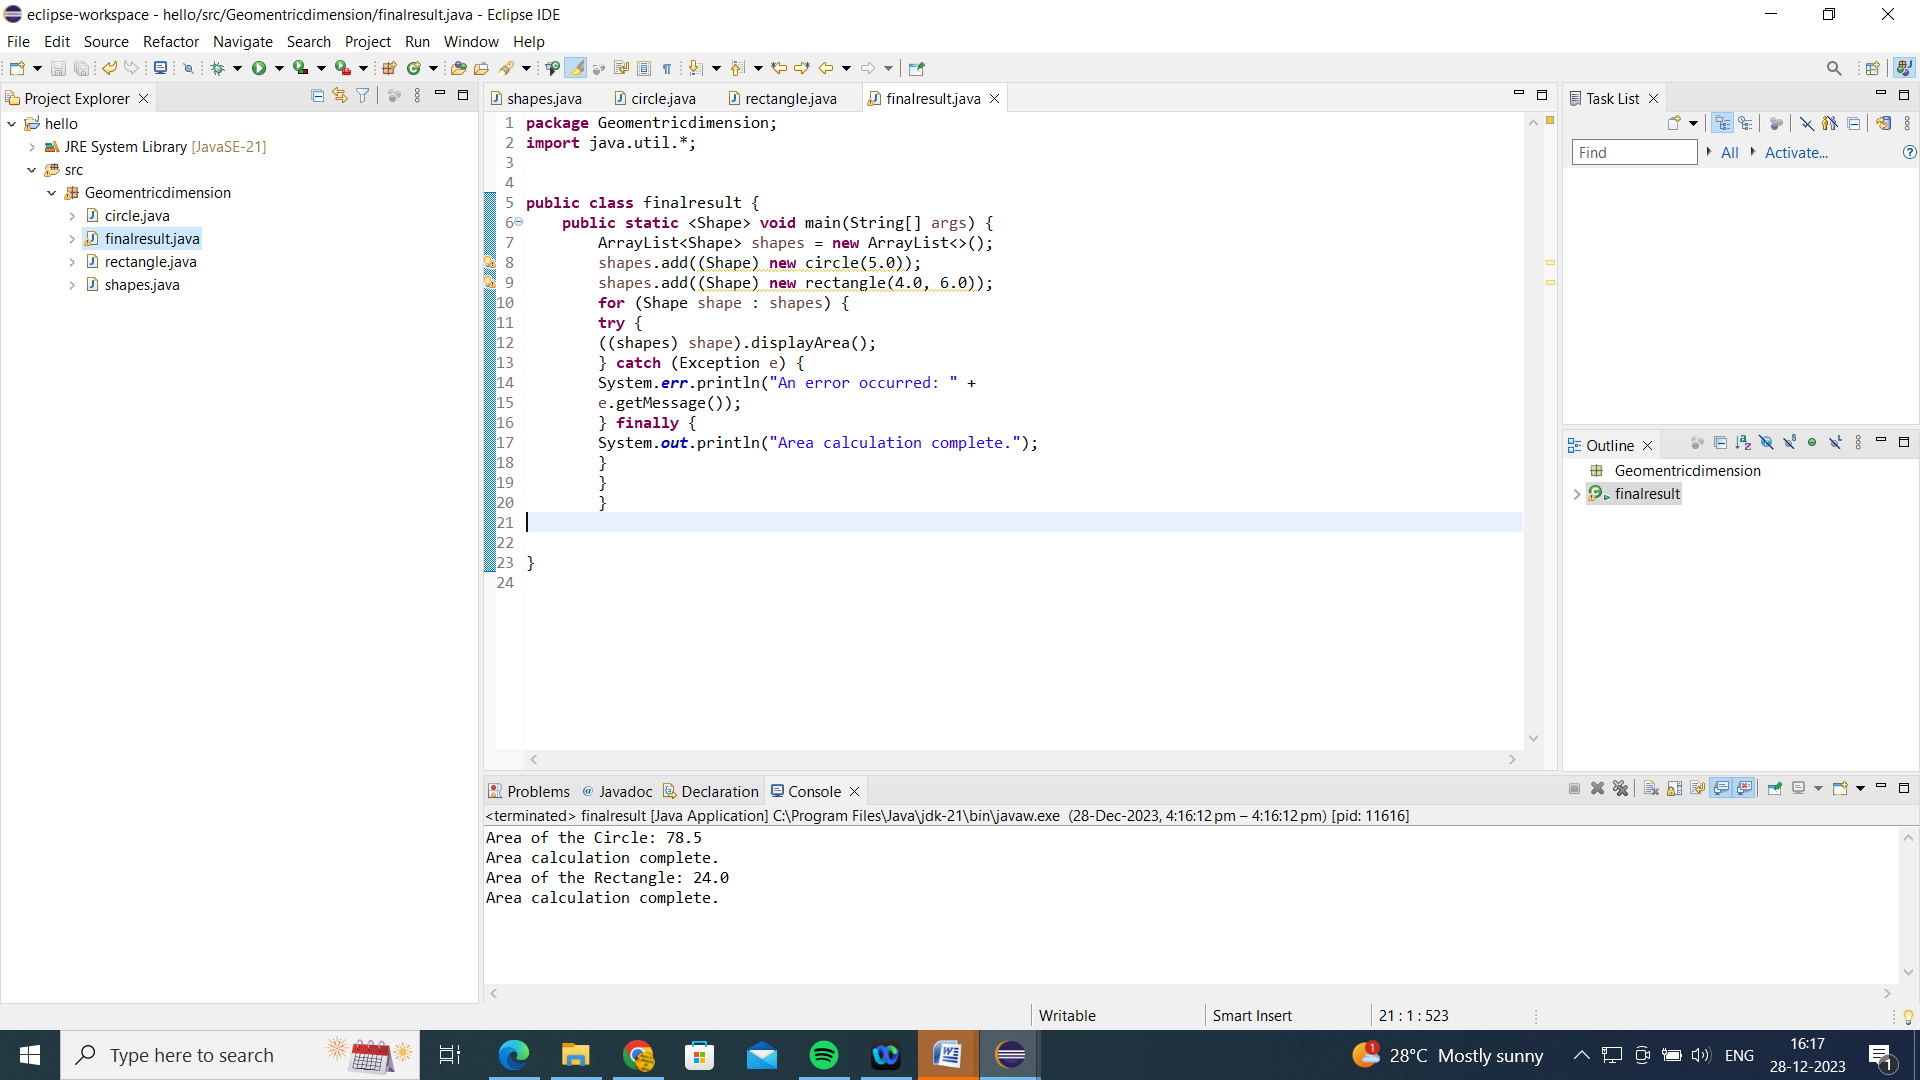 eclipse-workspace - hello/src/Geomentricdimension/finalresult.java - Eclipse IDE
File Edit Source Refactor Navigate Search Project Run Window Help
Project Explorer
hello
JRE System Library [JavaSE-21]
src
Geomentricdimension
circle.java
finalresult.java
rectangle.java
shapes.java
shapes.java circle.java rectangle.java finalresult.java
1 package Geomentricdimension;
2 import java.util.*;
3
4
5 public class finalresult {
6 public static <Shape> void main(String[] args) {
7 ArrayList<Shape> shapes = new ArrayList<>();
8 shapes.add((Shape) new circle(5.0));
9 shapes.add((Shape) new rectangle(4.0, 6.0));
10 for (Shape shape : shapes) {
11 try {
12 ((shapes) shape).displayArea();
13 } catch (Exception e) {
14 System.err.println("An error occurred: " +
15 e.getMessage());
16 } finally {
17 System.out.println("Area calculation complete.");
18 }
19 }
20 }
21
22
23 }
24
Task List
Find All Activate...
Outline
Geomentricdimension
finalresult
Problems @ Javadoc Declaration Console
<terminated> finalresult [Java Application] C:\Program Files\Java\jdk-21\bin\javaw.exe (28-Dec-2023, 4:16:12 pm – 4:16:12 pm) [pid: 11616]
Area of the Circle: 78.5
Area calculation complete.
Area of the Rectangle: 24.0
Area calculation complete.
Writable Smart Insert 21 : 1 : 523
Type here to search
1 28°C Mostly sunny ENG
16:17
28-12-2023
1